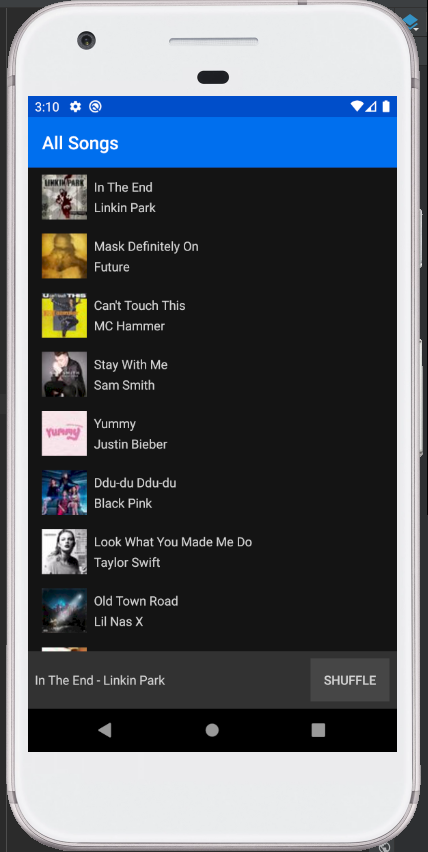 3:10
All Songs
LINKIN PARK
In The End
Linkin Park
Mask Definitely On
Future
Can't Touch This
MC Hammer
Stay With Me
Sam Smith
YUMMY
Yummy
Justin Bieber
Ddu-du Ddu-du
Black Pink
Look What You Made Me Do
Taylor Swift
Old Town Road
Lil Nas X
In The End - Linkin Park
SHUFFLE